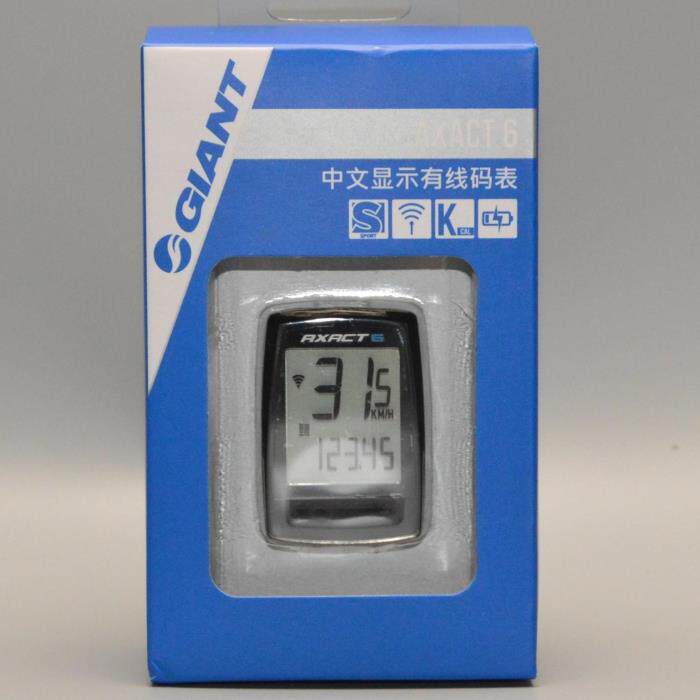 GIANT
AXACT 6
中文显示有线码表
S SPORT K CAL
AXACT 6
31.5
KM/H
123.45